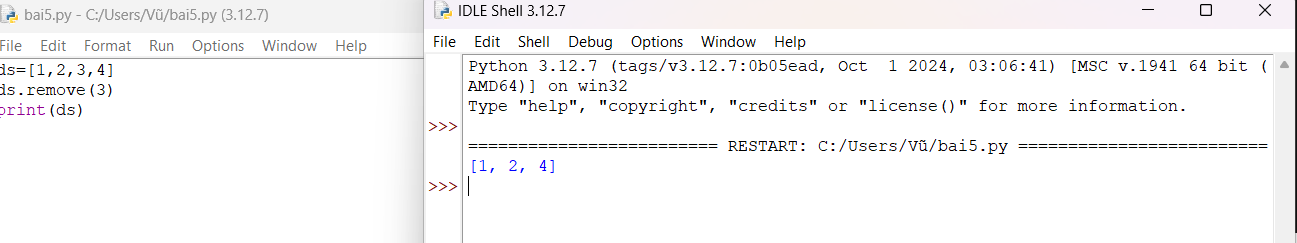 bai5.py - C:/Users/Vũ/bai5.py (3.12.7)
File Edit Format Run Options Window Help
ds=[1,2,3,4]
ds.remove(3)
print(ds)
IDLE Shell 3.12.7
File Edit Shell Debug Options Window Help
Python 3.12.7 (tags/v3.12.7:0b05ead, Oct  1 2024, 03:06:41) [MSC v.1941 64 bit (
AMD64)] on win32
Type "help", "copyright", "credits" or "license()" for more information.
>>>
========================= RESTART: C:/Users/Vũ/bai5.py =========================
[1, 2, 4]
>>>